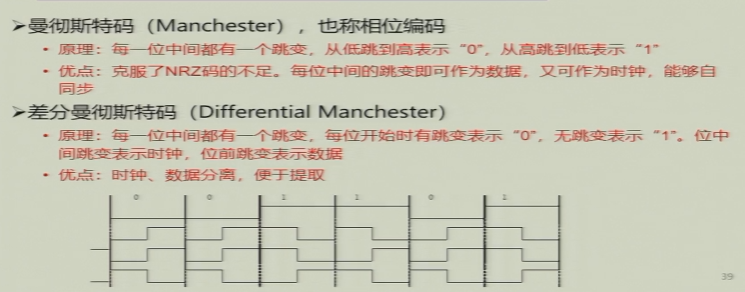 ➢曼彻斯特码（Manchester），也称相位编码
• 原理：每一位中间都有一个跳变，从低跳到高表示“0”，从高跳到低表示“1”
• 优点：克服了NRZ码的不足。每位中间的跳变即可作为数据，又可作为时钟，能够自
同步
➢差分曼彻斯特码（Differential Manchester）
• 原理：每一位中间都有一个跳变，每位开始时有跳变表示“0”，无跳变表示“1”。位中
间跳变表示时钟，位前跳变表示数据
• 优点：时钟、数据分离，便于提取
0 0 1 1 0 1
39